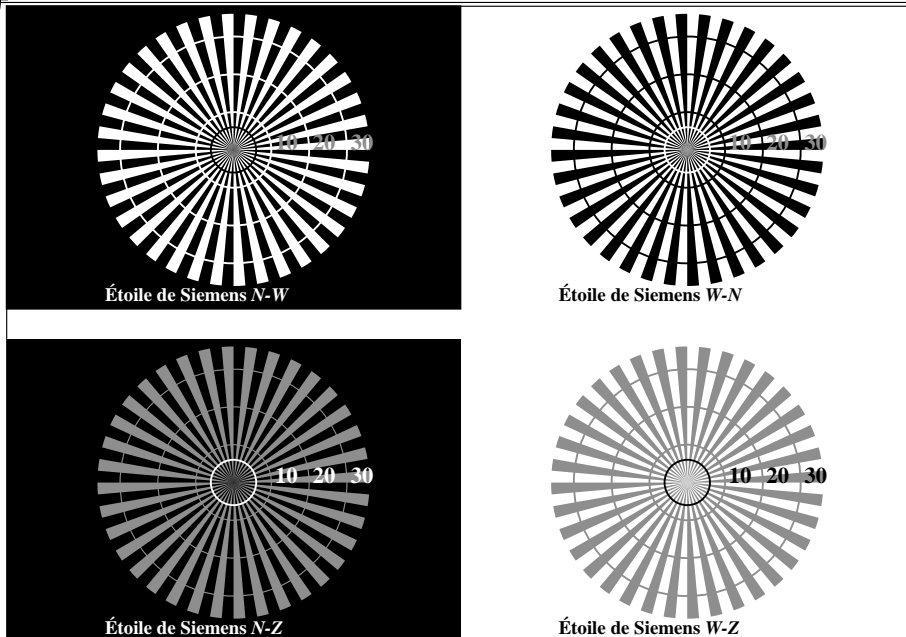 10 20 30
Étoile de Siemens N-W
10 20 30
Étoile de Siemens W-N
10 20 30
Étoile de Siemens N-Z
10 20 30
Étoile de Siemens W-Z